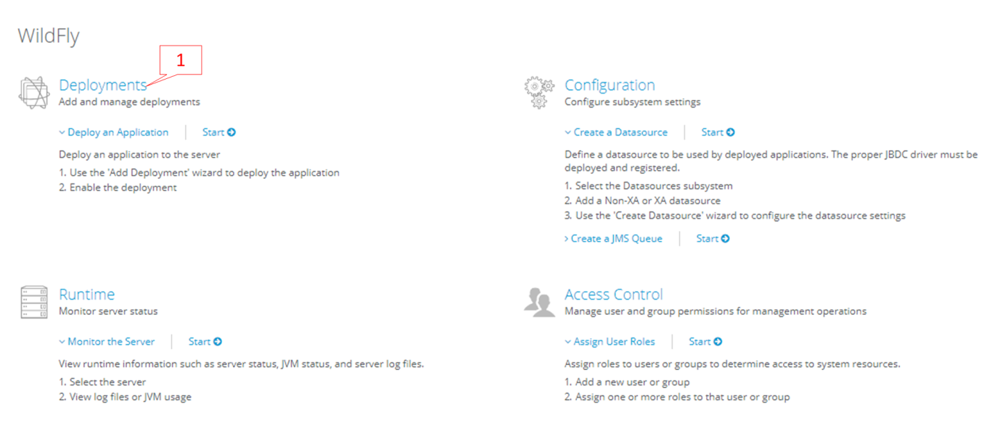 WildFly
1
Deployments
Add and manage deployments
Deploy an Application
Start
Deploy an application to the server
1. Use the 'Add Deployment' wizard to deploy the application
2. Enable the deployment
Configuration
Configure subsystem settings
Create a Datasource
Start
Define a datasource to be used by deployed applications. The proper JBDC driver must be
deployed and registered.
1. Select the Datasources subsystem
2. Add a Non-XA or XA datasource
3. Use the 'Create Datasource' wizard to configure the datasource settings
Create a JMS Queue
Start
Runtime
Monitor server status
Monitor the Server
Start
View runtime information such as server status, JVM status, and server log files.
1. Select the server
2. View log files or JVM usage
Access Control
Manage user and group permissions for management operations
Assign User Roles
Start
Assign roles to users or groups to determine access to system resources.
1. Add a new user or group
2. Assign one or more roles to that user or group